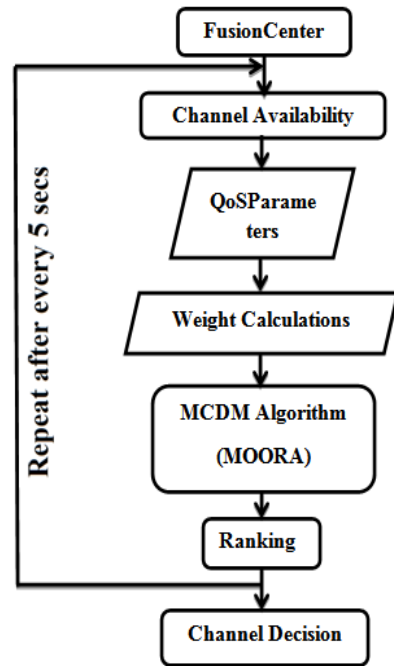 FusionCenter
Channel Availability
QoSParame
ters
Weight Calculations
MCDM Algorithm
(MOORA)
Ranking
Channel Decision
Repeat after every 5 secs